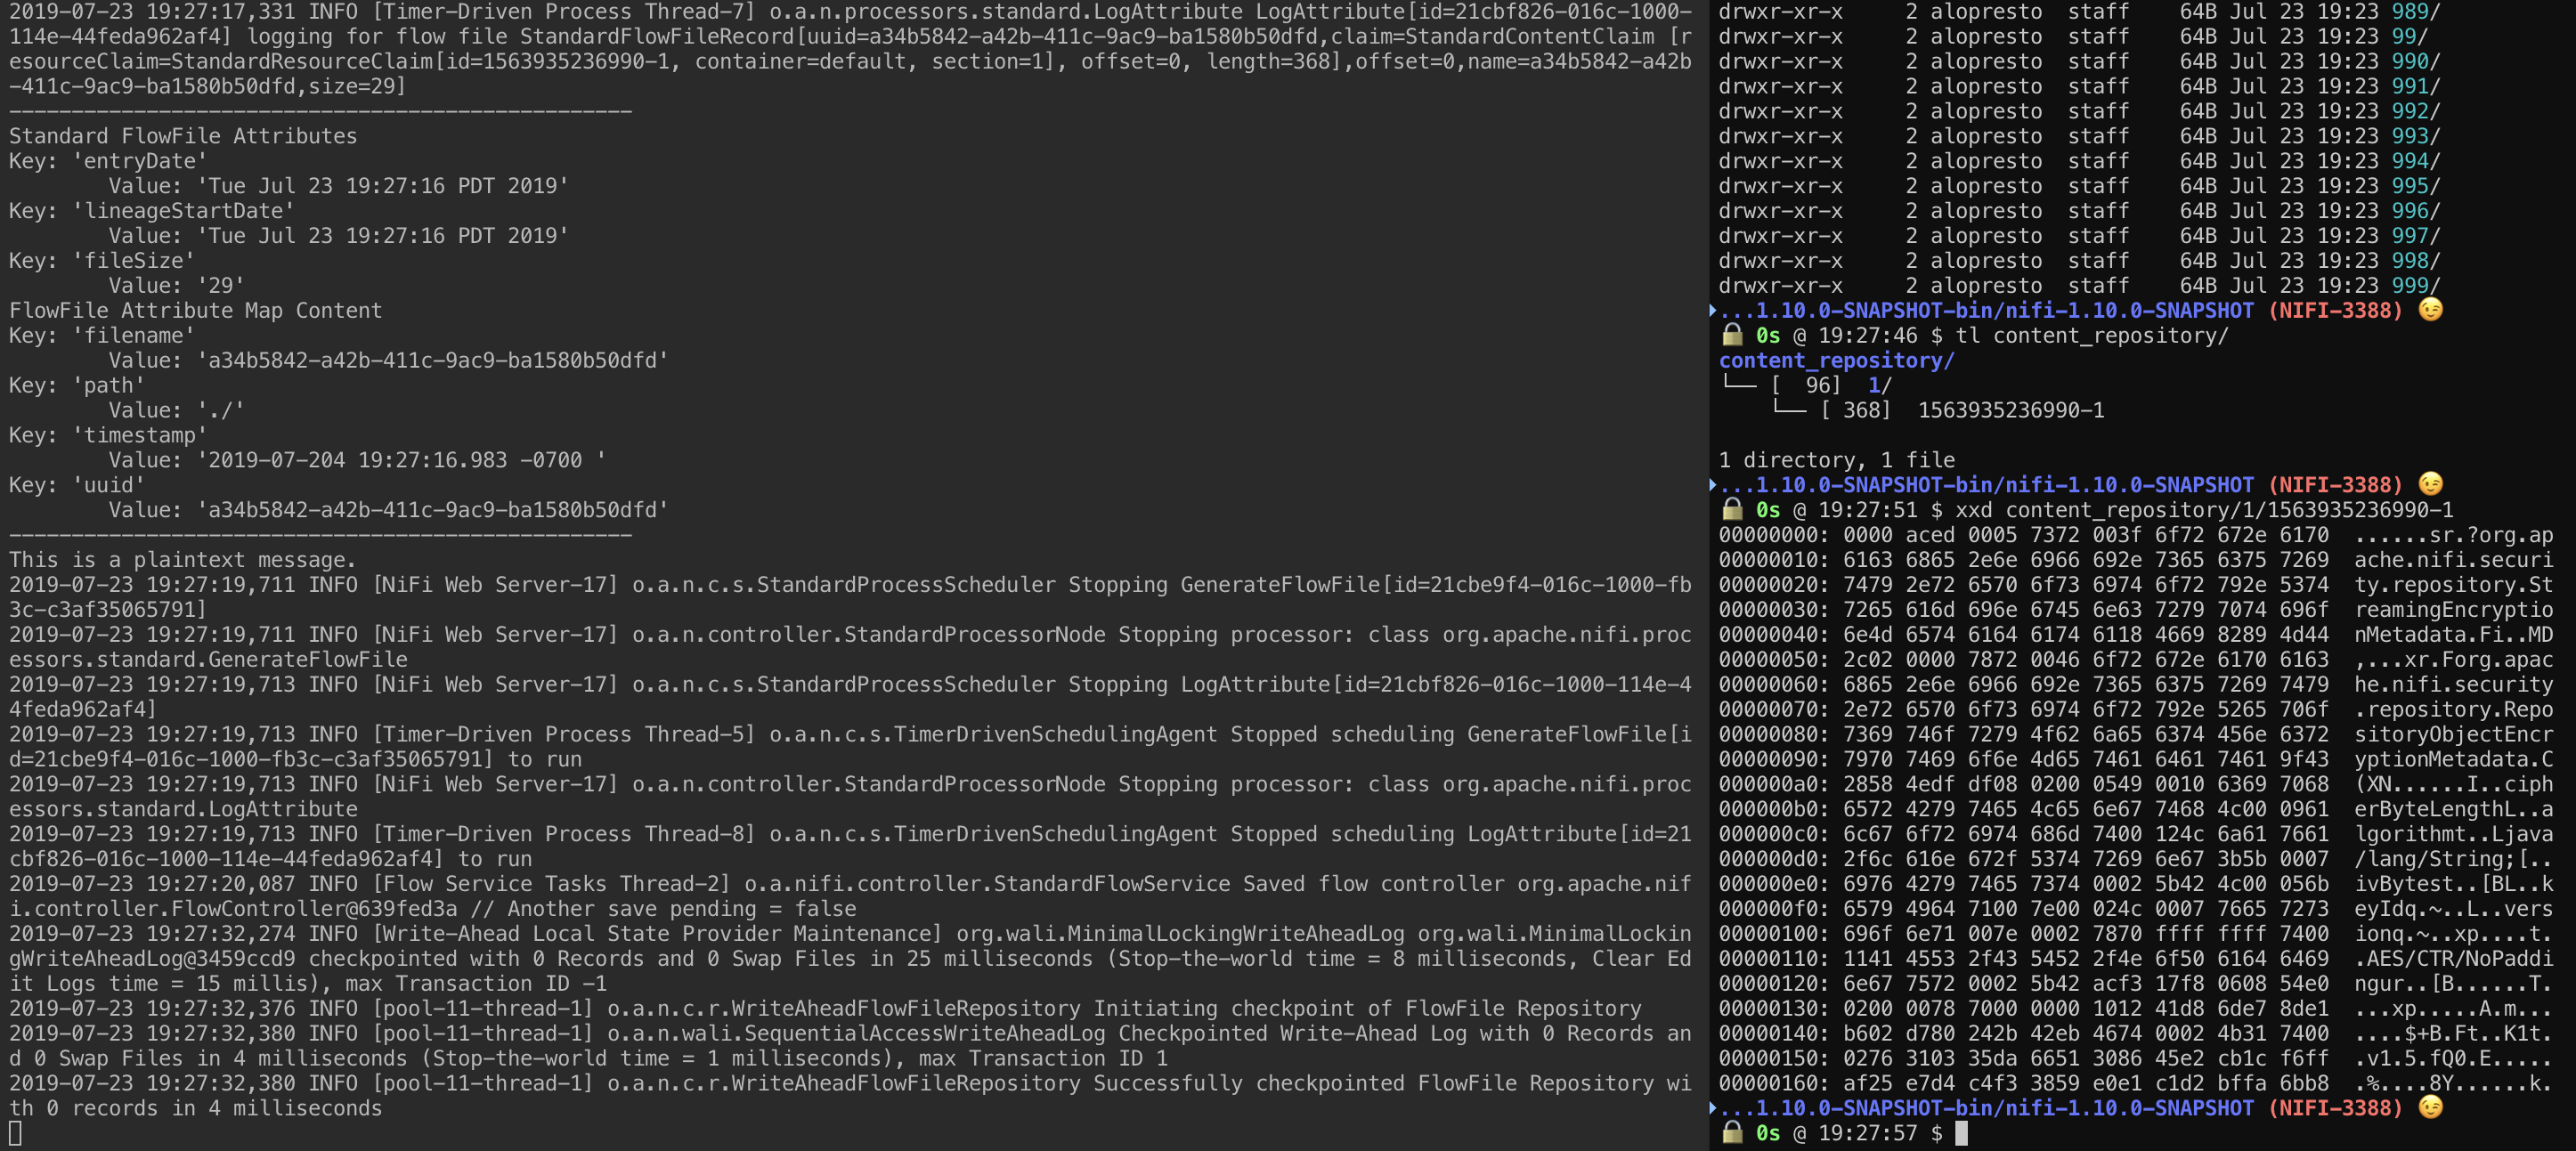 2019-07-23 19:27:17,331 INFO [Timer-Driven Process Thread-7] o.a.n.processors.standard.LogAttribute LogAttribute[id=21cbf826-016c-1000-
114e-44feda962af4] logging for flow file StandardFlowFileRecord[uuid=a34b5842-a42b-411c-9ac9-ba1580b50dfd,claim=StandardContentClaim [r
esourceClaim=StandardResourceClaim[id=1563935236990-1, container=default, section=1], offset=0, length=368],offset=0,name=a34b5842-a42b
-411c-9ac9-ba1580b50dfd,size=29]
--------------------------------------------------
Standard FlowFile Attributes
Key: 'entryDate'
        Value: 'Tue Jul 23 19:27:16 PDT 2019'
Key: 'lineageStartDate'
        Value: 'Tue Jul 23 19:27:16 PDT 2019'
Key: 'fileSize'
        Value: '29'
FlowFile Attribute Map Content
Key: 'filename'
        Value: 'a34b5842-a42b-411c-9ac9-ba1580b50dfd'
Key: 'path'
        Value: './'
Key: 'timestamp'
        Value: '2019-07-204 19:27:16.983 -0700 '
Key: 'uuid'
        Value: 'a34b5842-a42b-411c-9ac9-ba1580b50dfd'
--------------------------------------------------
This is a plaintext message.
2019-07-23 19:27:19,711 INFO [NiFi Web Server-17] o.a.n.c.s.StandardProcessScheduler Stopping GenerateFlowFile[id=21cbe9f4-016c-1000-fb
3c-c3af35065791]
2019-07-23 19:27:19,711 INFO [NiFi Web Server-17] o.a.n.controller.StandardProcessorNode Stopping processor: class org.apache.nifi.proc
essors.standard.GenerateFlowFile
2019-07-23 19:27:19,713 INFO [NiFi Web Server-17] o.a.n.c.s.StandardProcessScheduler Stopping LogAttribute[id=21cbf826-016c-1000-114e-4
4feda962af4]
2019-07-23 19:27:19,713 INFO [Timer-Driven Process Thread-5] o.a.n.c.s.TimerDrivenSchedulingAgent Stopped scheduling GenerateFlowFile[i
d=21cbe9f4-016c-1000-fb3c-c3af35065791] to run
2019-07-23 19:27:19,713 INFO [NiFi Web Server-17] o.a.n.controller.StandardProcessorNode Stopping processor: class org.apache.nifi.proc
essors.standard.LogAttribute
2019-07-23 19:27:19,713 INFO [Timer-Driven Process Thread-8] o.a.n.c.s.TimerDrivenSchedulingAgent Stopped scheduling LogAttribute[id=21
cbf826-016c-1000-114e-44feda962af4] to run
2019-07-23 19:27:20,087 INFO [Flow Service Tasks Thread-2] o.a.nifi.controller.StandardFlowService Saved flow controller org.apache.nif
i.controller.FlowController@639fed3a // Another save pending = false
2019-07-23 19:27:32,274 INFO [Write-Ahead Local State Provider Maintenance] org.wali.MinimalLockingWriteAheadLog org.wali.MinimalLockin
gWriteAheadLog@3459ccd9 checkpointed with 0 Records and 0 Swap Files in 25 milliseconds (Stop-the-world time = 8 milliseconds, Clear Ed
it Logs time = 15 millis), max Transaction ID -1
2019-07-23 19:27:32,376 INFO [pool-11-thread-1] o.a.n.c.r.WriteAheadFlowFileRepository Initiating checkpoint of FlowFile Repository
2019-07-23 19:27:32,380 INFO [pool-11-thread-1] o.a.n.wali.SequentialAccessWriteAheadLog Checkpointed Write-Ahead Log with 0 Records an
d 0 Swap Files in 4 milliseconds (Stop-the-world time = 1 milliseconds), max Transaction ID 1
2019-07-23 19:27:32,380 INFO [pool-11-thread-1] o.a.n.c.r.WriteAheadFlowFileRepository Successfully checkpointed FlowFile Repository wi
th 0 records in 4 milliseconds
drwxr-xr-x     2 alopresto  staff    64B Jul 23 19:23 989/
drwxr-xr-x     2 alopresto  staff    64B Jul 23 19:23 99/
drwxr-xr-x     2 alopresto  staff    64B Jul 23 19:23 990/
drwxr-xr-x     2 alopresto  staff    64B Jul 23 19:23 991/
drwxr-xr-x     2 alopresto  staff    64B Jul 23 19:23 992/
drwxr-xr-x     2 alopresto  staff    64B Jul 23 19:23 993/
drwxr-xr-x     2 alopresto  staff    64B Jul 23 19:23 994/
drwxr-xr-x     2 alopresto  staff    64B Jul 23 19:23 995/
drwxr-xr-x     2 alopresto  staff    64B Jul 23 19:23 996/
drwxr-xr-x     2 alopresto  staff    64B Jul 23 19:23 997/
drwxr-xr-x     2 alopresto  staff    64B Jul 23 19:23 998/
drwxr-xr-x     2 alopresto  staff    64B Jul 23 19:23 999/
...1.10.0-SNAPSHOT-bin/nifi-1.10.0-SNAPSHOT (NIFI-3388) 😉
🔒 0s @ 19:27:46 $ tl content_repository/
content_repository/
└── [  96]  1/
    └── [ 368]  1563935236990-1

1 directory, 1 file
...1.10.0-SNAPSHOT-bin/nifi-1.10.0-SNAPSHOT (NIFI-3388) 😉
🔒 0s @ 19:27:51 $ xxd content_repository/1/1563935236990-1
00000000: 0000 aced 0005 7372 003f 6f72 672e 6170  ......sr.?org.ap
00000010: 6163 6865 2e6e 6966 692e 7365 6375 7269  ache.nifi.securi
00000020: 7479 2e72 6570 6f73 6974 6f72 792e 5374  ty.repository.St
00000030: 7265 616d 696e 6745 6e63 7279 7074 696f  reamingEncryptio
00000040: 6e4d 6574 6164 6174 6118 4669 8289 4d44  nMetadata.Fi..MD
00000050: 2c02 0000 7872 0046 6f72 672e 6170 6163  ,...xr.Forg.apac
00000060: 6865 2e6e 6966 692e 7365 6375 7269 7479  he.nifi.security
00000070: 2e72 6570 6f73 6974 6f72 792e 5265 706f  .repository.Repo
00000080: 7369 746f 7279 4f62 6a65 6374 456e 6372  sitoryObjectEncr
00000090: 7970 7469 6f6e 4d65 7461 6461 7461 9f43  yptionMetadata.C
000000a0: 2858 4edf df08 0200 0549 0010 6369 7068  (XN......I..ciph
000000b0: 6572 4279 7465 4c65 6e67 7468 4c00 0961  erByteLengthL..a
000000c0: 6c67 6f72 6974 686d 7400 124c 6a61 7661  lgorithmt..Ljava
000000d0: 2f6c 616e 672f 5374 7269 6e67 3b5b 0007  /lang/String;[..
000000e0: 6976 4279 7465 7374 0002 5b42 4c00 056b  ivBytest..[BL..k
000000f0: 6579 4964 7100 7e00 024c 0007 7665 7273  eyIdq.~..L..vers
00000100: 696f 6e71 007e 0002 7870 ffff ffff 7400  ionq.~..xp....t.
00000110: 1141 4553 2f43 5452 2f4e 6f50 6164 6469  .AES/CTR/NoPaddi
00000120: 6e67 7572 0002 5b42 acf3 17f8 0608 54e0  ngur..[B......T.
00000130: 0200 0078 7000 0000 1012 41d8 6de7 8de1  ...xp.....A.m...
00000140: b602 d780 242b 42eb 4674 0002 4b31 7400  ....$+B.Ft..K1t.
00000150: 0276 3103 35da 6651 3086 45e2 cb1c f6ff  .v1.5.fQ0.E.....
00000160: af25 e7d4 c4f3 3859 e0e1 c1d2 bffa 6bb8  .%....8Y......k.
...1.10.0-SNAPSHOT-bin/nifi-1.10.0-SNAPSHOT (NIFI-3388) 😉
🔒 0s @ 19:27:57 $